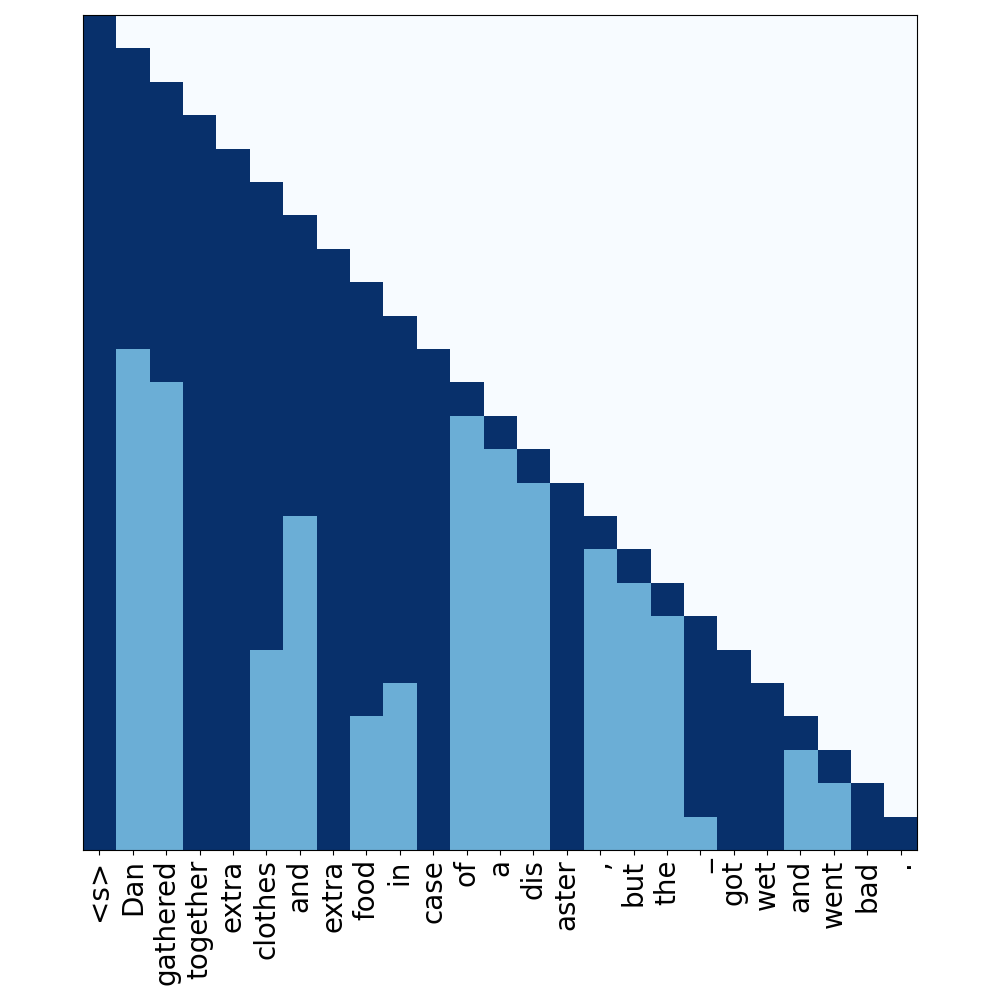 <s> Dan gathered together extra clothes and extra food in case of a dis aster , but the _ got wet and went bad .